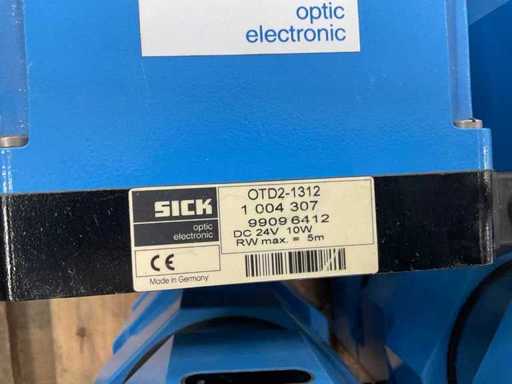 optic
electronic
SICK
optic
electronic
CE
Made in Germany
OTD2-1312
1 004 307
9909 6412
DC 24V 10W
RW max. = 5m